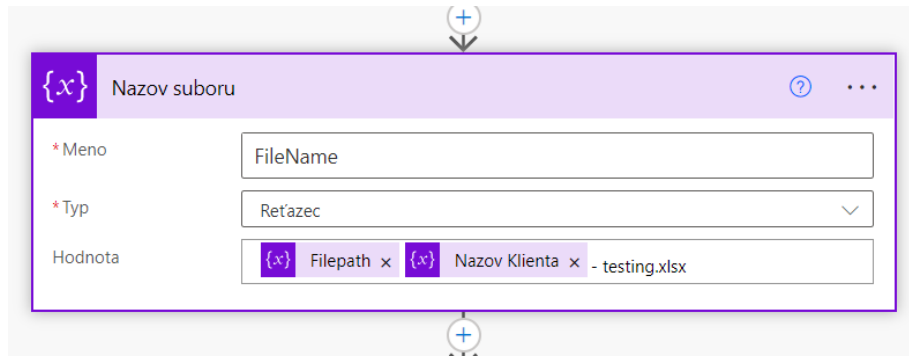 {x} Nazov suboru ? ...
* Meno FileName
* Typ Reťazec
Hodnota {x} Filepath × {x} Nazov Klienta × - testing.xlsx